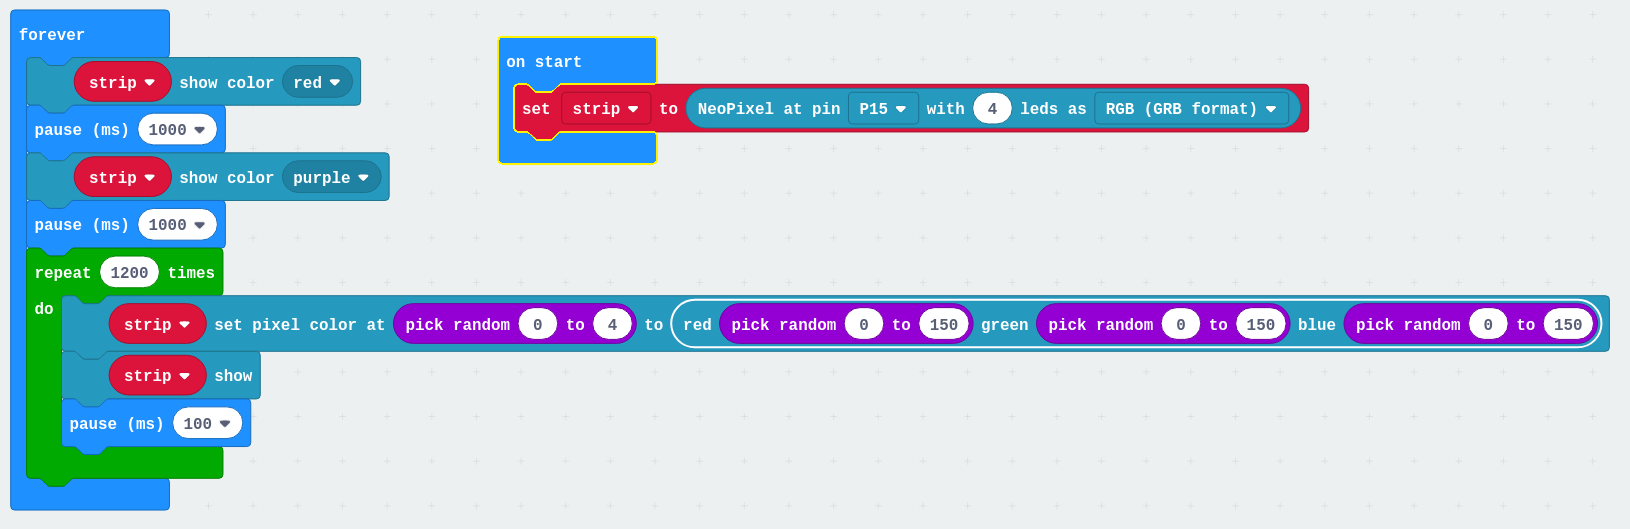 forever
strip show color red
pause (ms) 1000
strip show color purple
pause (ms) 1000
repeat 1200 times
do
strip set pixel color at pick random 0 to 4 to red pick random 0 to 150 green pick random 0 to 150 blue pick random 0 to 150
strip show
pause (ms) 100
on start
set strip to NeoPixel at pin P15 with 4 leds as RGB (GRB format)